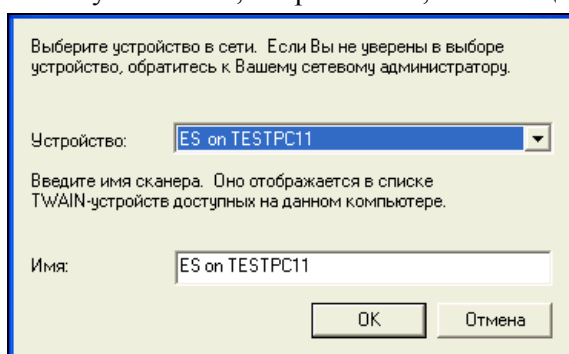 Выберите устройство в сети. Если Вы не уверены в выборе
устройство, обратитесь к Вашему сетевому администратору.
Устройство: ES on TESTPC11
Введите имя сканера. Оно отображается в списке
TWAIN-устройств доступных на данном компьютере.
Имя: ES on TESTPC11
OK Отмена